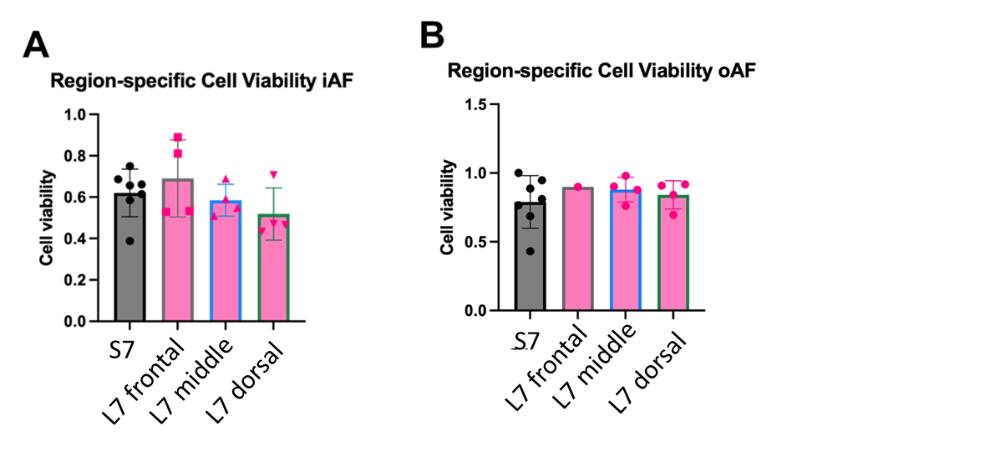 A
Region-specific Cell Viability iAF
Cell viability
1.0
0.8
0.6
0.4
0.2
0.0
S7
L7 frontal
L7 middle
L7 dorsal
B
Region-specific Cell Viability oAF
Cell viability
1.5
1.0
0.5
0.0
S7
L7 frontal
L7 middle
L7 dorsal